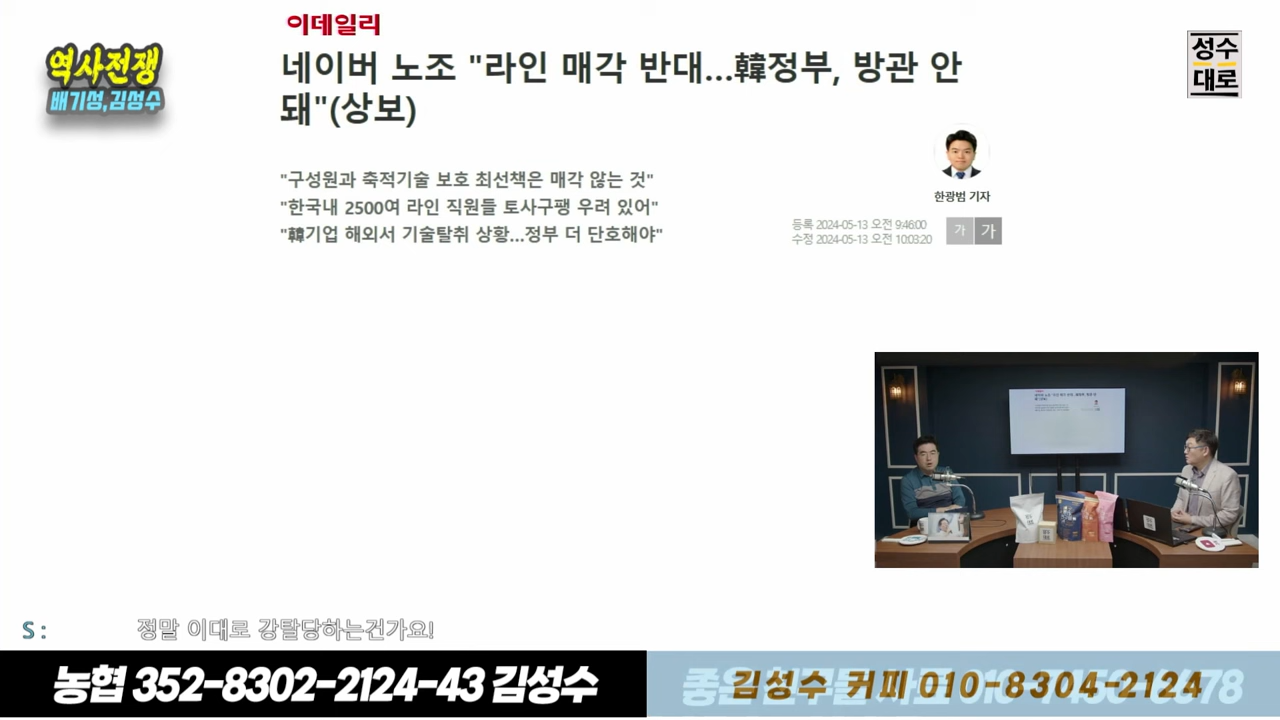 이데일리
역사전쟁
배기성,김성수
성수
대로
네이버 노조 "라인 매각 반대...韓정부, 방관 안
돼"(상보)
"구성원과 축적기술 보호 최선책은 매각 않는 것"
"한국내 2500여 라인 직원들 토사구팽 우려 있어"
"韓기업 해외서 기술탈취 상황...정부 더 단호해야"
한광범 기자
등록 2024-05-13 오전 9:46:00
수정 2024-05-13 오전 10:03:20
가 가
S : 정말 이대로 강탈당하는건가요!
농협 352-8302-2124-43 김성수
김성수 커피 010-8304-2124